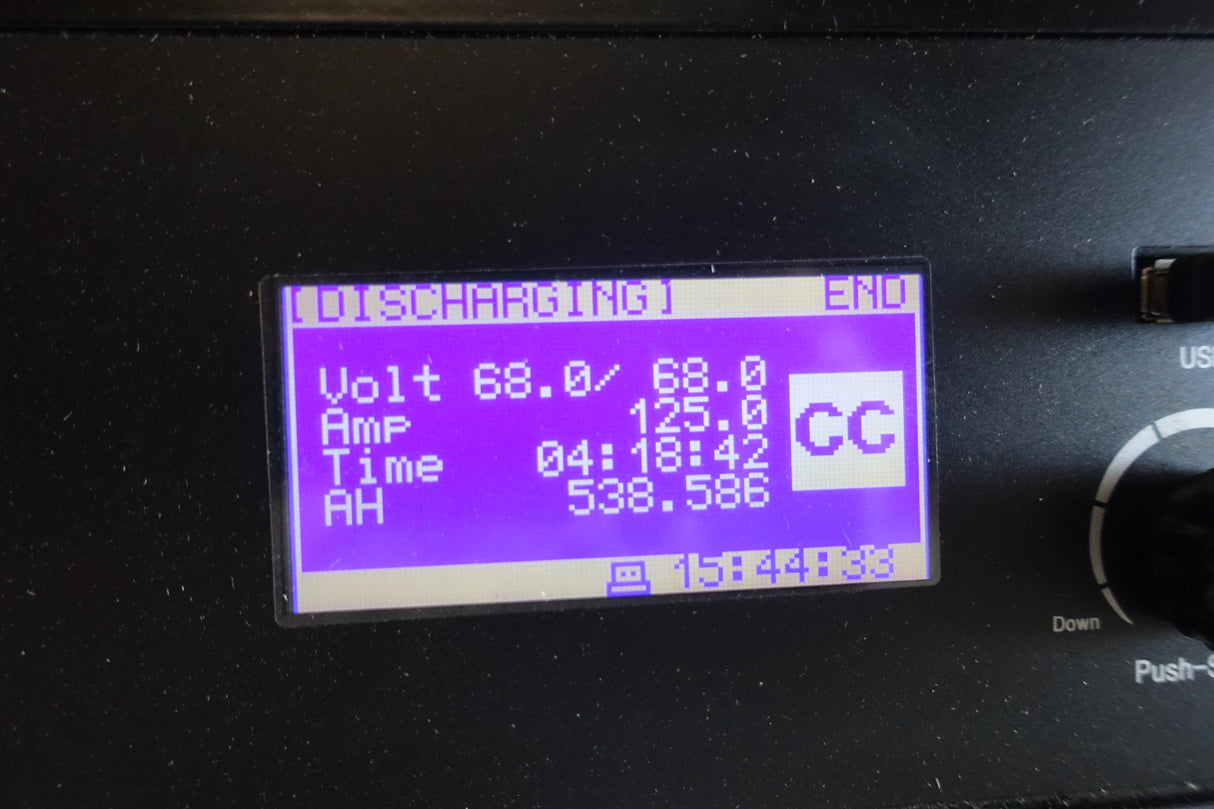 [DISCHARGING] END
Volt 68.0/ 68.0
Amp 125.0
CC
Time 04:18:42
AH 538.586
15:44:33
Down